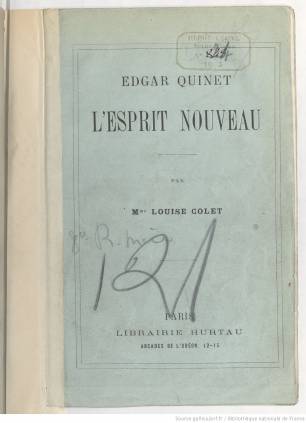 EDGAR QUINET
L'ESPRIT NOUVEAU
PAR
Mme LOUISE COLET
121
PARIS
LIBRAIRIE HURTAU
ARCADES DE L'ODÉON, 12-15
Source gallica.bnf.fr / Bibliothèque nationale de France